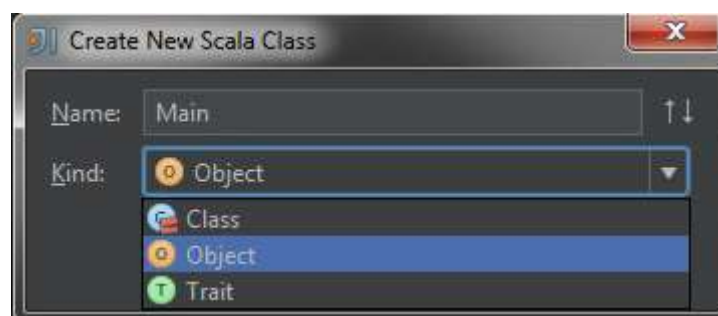 Create New Scala Class
Name: Main
Kind: Object
Class
Object
Trait